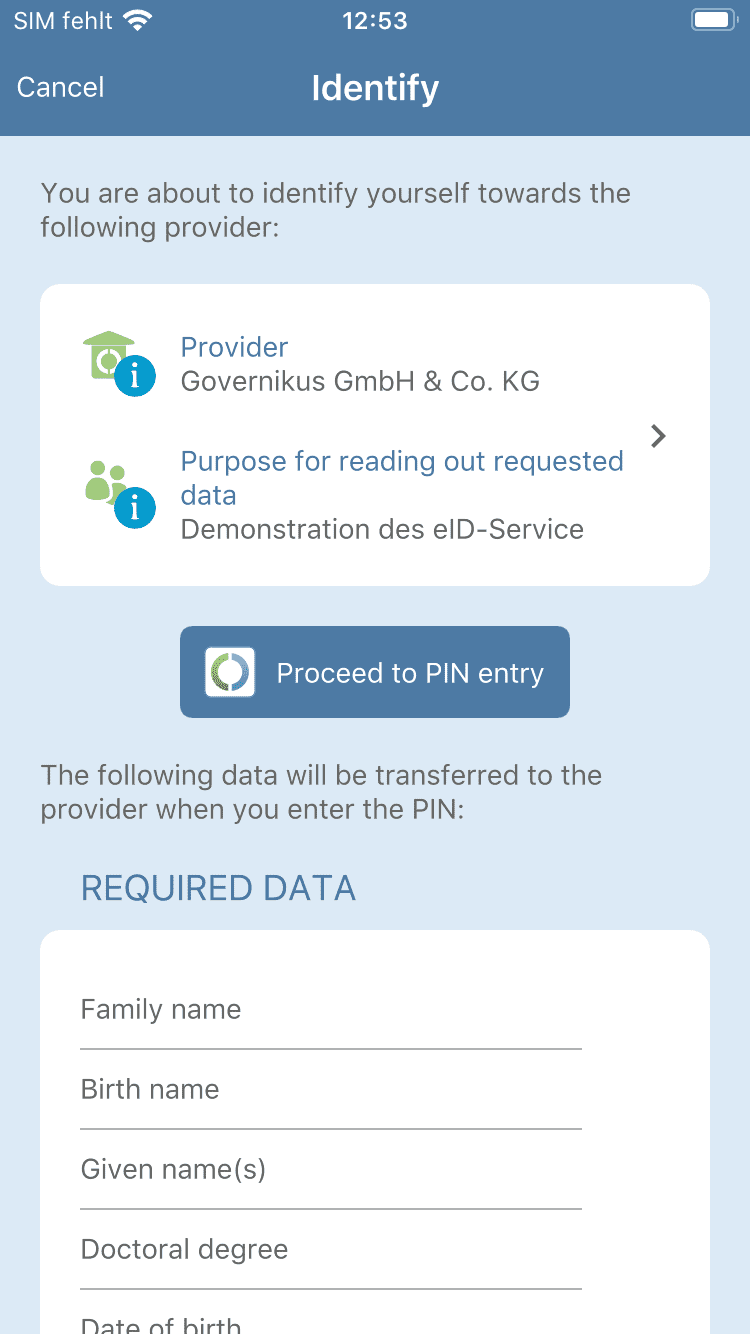 SIM fehlt 12:53
Cancel Identify
You are about to identify yourself towards the
following provider:
Provider
Governikus GmbH & Co. KG
Purpose for reading out requested
data
Demonstration des eID-Service
Proceed to PIN entry
The following data will be transferred to the
provider when you enter the PIN:
REQUIRED DATA
Family name
Birth name
Given name(s)
Doctoral degree
Date of birth